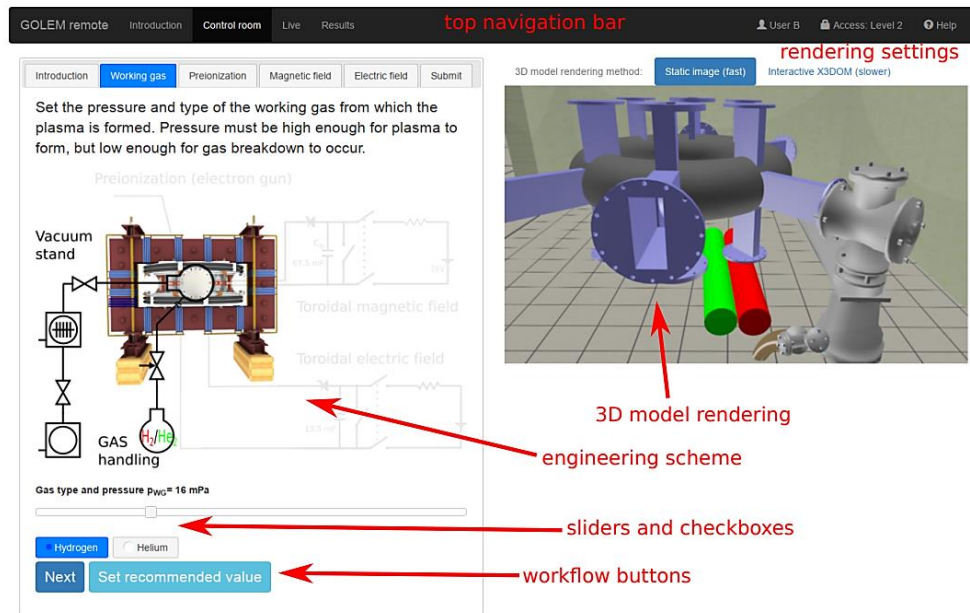 GOLEM remote Introduction Control room Live Results top navigation bar User B Access: Level 2 Help
rendering settings
Introduction Working gas Preionization Magnetic field Electric field Submit
3D model rendering method: Static image (fast) Interactive X3DOM (slower)
Set the pressure and type of the working gas from which the
plasma is formed. Pressure must be high enough for plasma to
form, but low enough for gas breakdown to occur.
Preionization (electron gun)
Vacuum
stand
Toroidal magnetic field
Toroidal electric field
3D model rendering
H₂/He₂
GAS
handling
engineering scheme
Gas type and pressure pWG= 16 mPa
sliders and checkboxes
Hydrogen Helium
Next Set recommended value
workflow buttons